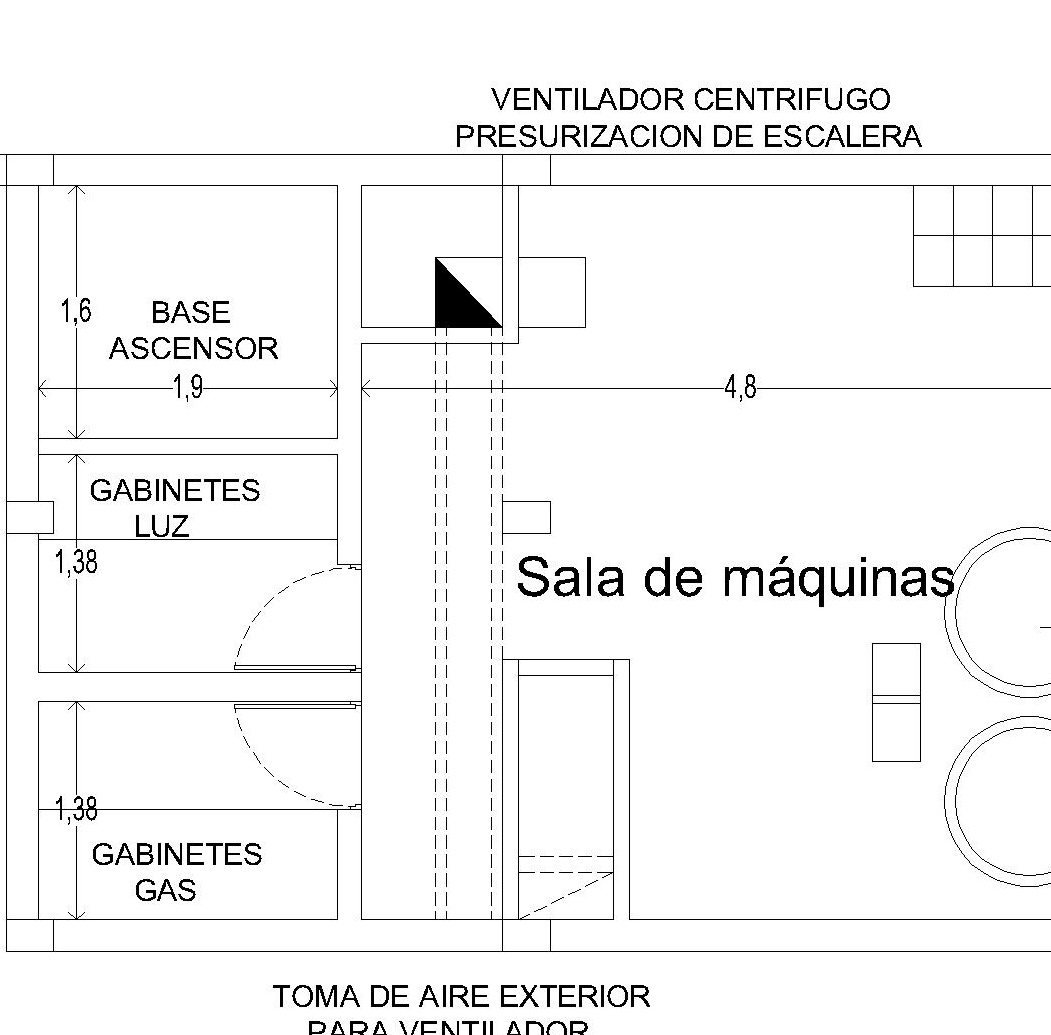 VENTILADOR CENTRIFUGO
PRESURIZACION DE ESCALERA
1,6
BASE
ASCENSOR
1,9
4,8
GABINETES
LUZ
1,38
Sala de máquinas
1,38
GABINETES
GAS
TOMA DE AIRE EXTERIOR
PARA VENTILADOR